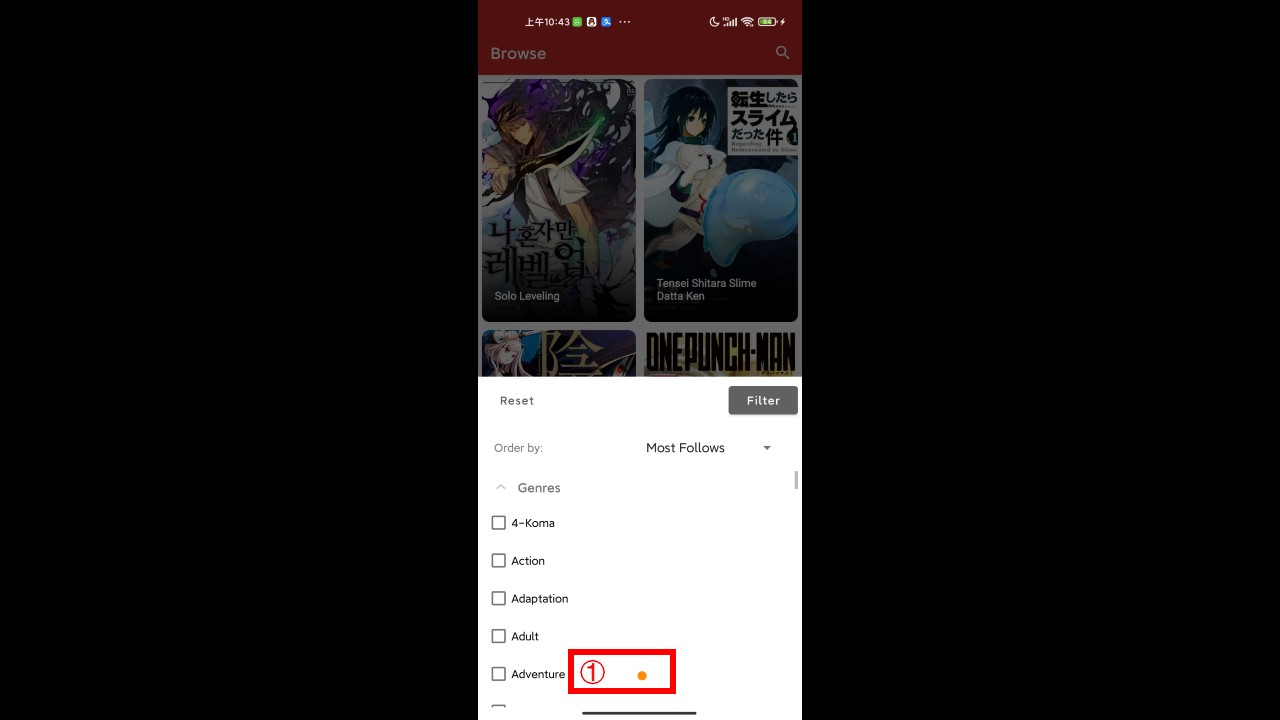 上午10:43
Browse
转生したら
スライム
だった件
Regarding
Reincarnated to Slime
나 혼자만
레벨업
Solo Leveling
Tensei Shitara Slime
Datta Ken
陰
ONEPUNCH-MAN
Reset
Filter
Order by:
Most Follows
Genres
4-Koma
Action
Adaptation
Adult
Adventure
①